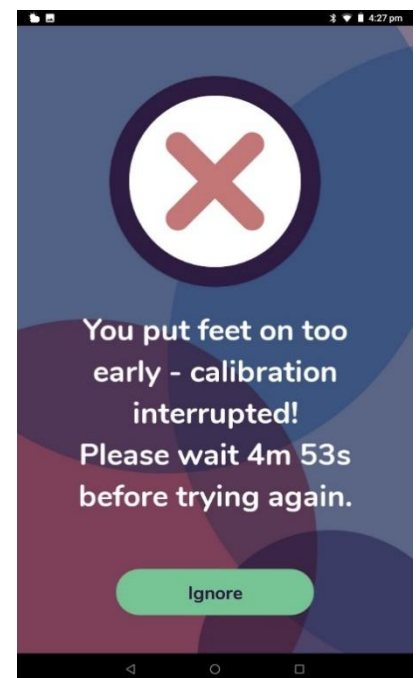 4:27 pm
You put feet on too
early - calibration
interrupted!
Please wait 4m 53s
before trying again.
Ignore